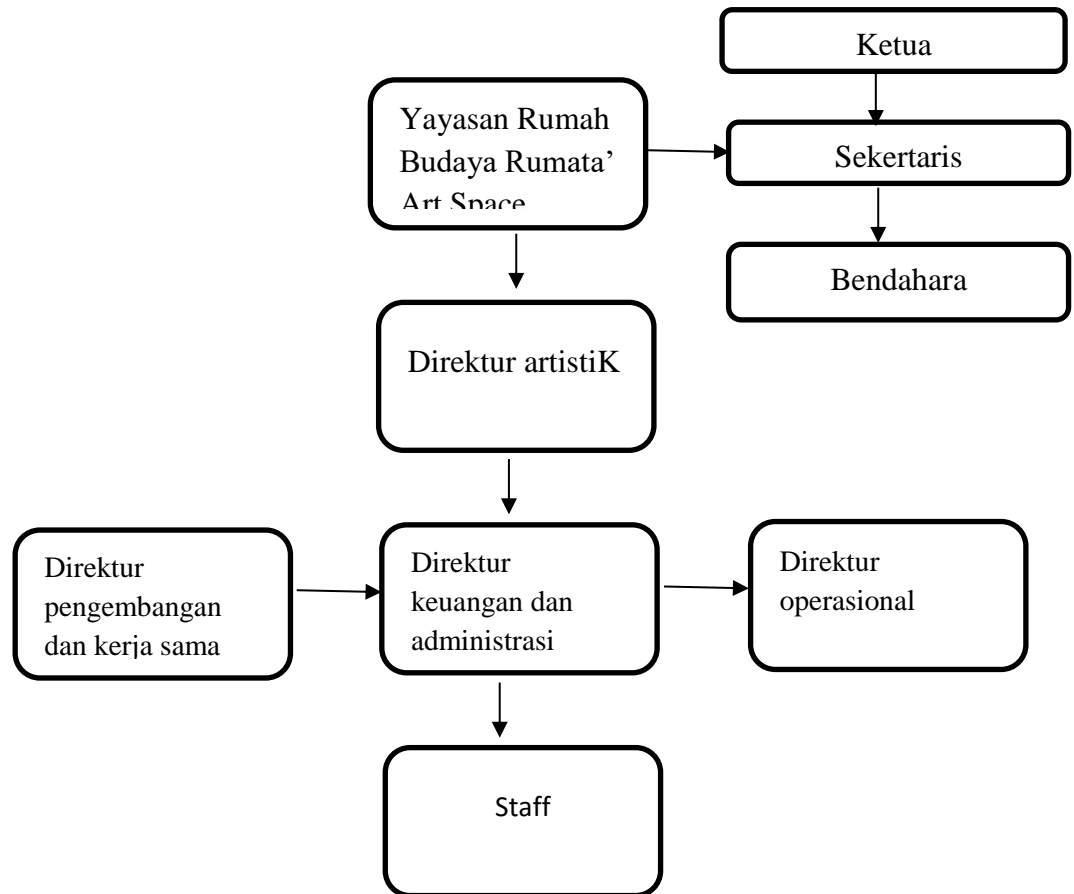 Ketua
Yayasan Rumah
Budaya Rumata’
Art Space
Sekertaris
Bendahara
Direktur artistiK
Direktur
pengembangan
dan kerja sama
Direktur
keuangan dan
administrasi
Direktur
operasional
Staff